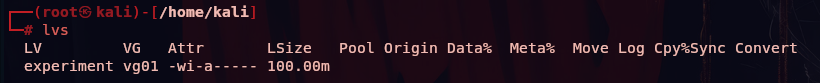 ┌──(root㉿kali)-[/home/kali]
└─# lvs
  LV         VG   Attr       LSize   Pool Origin Data%  Meta%  Move Log Cpy%Sync Convert
  experiment vg01 -wi-a----- 100.00m